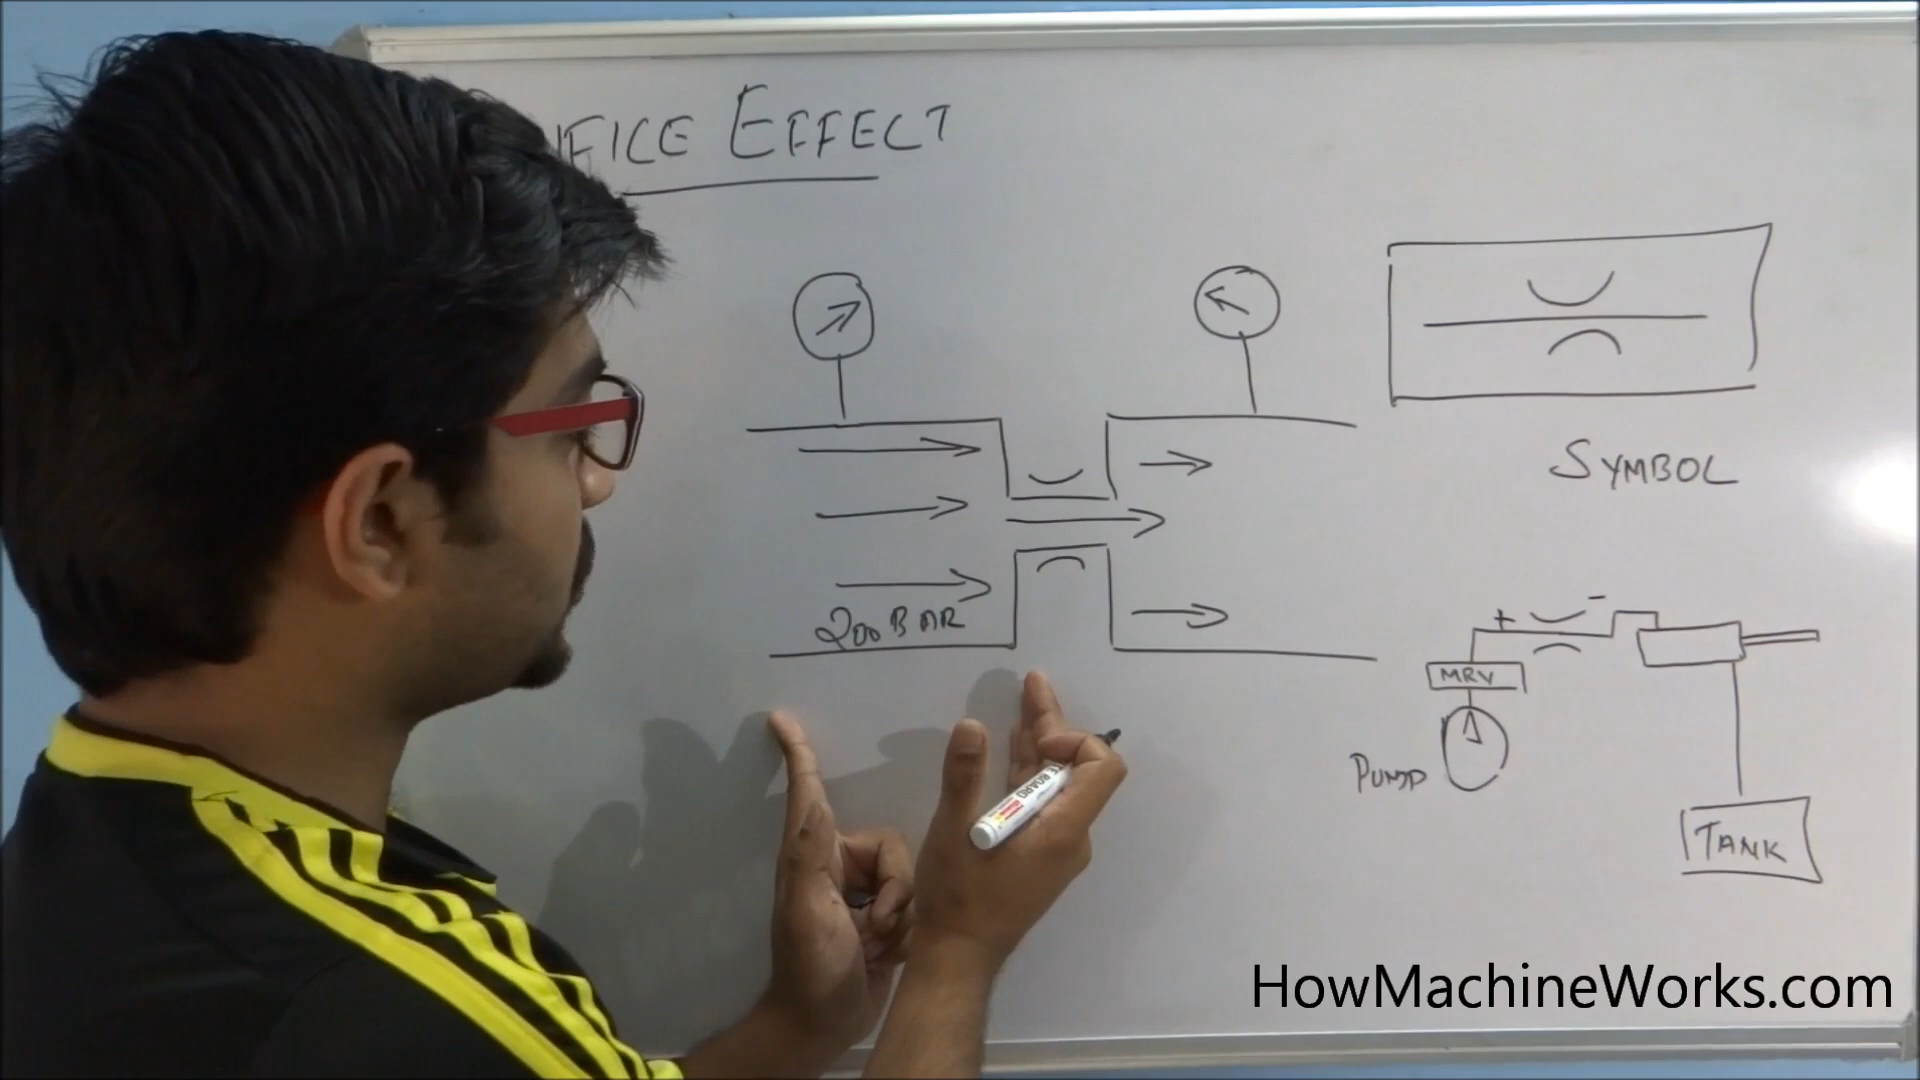 IFICE EFFECT
SYMBOL
200 BAR
+ -
MRV
PUMP
TANK
HowMachineWorks.com